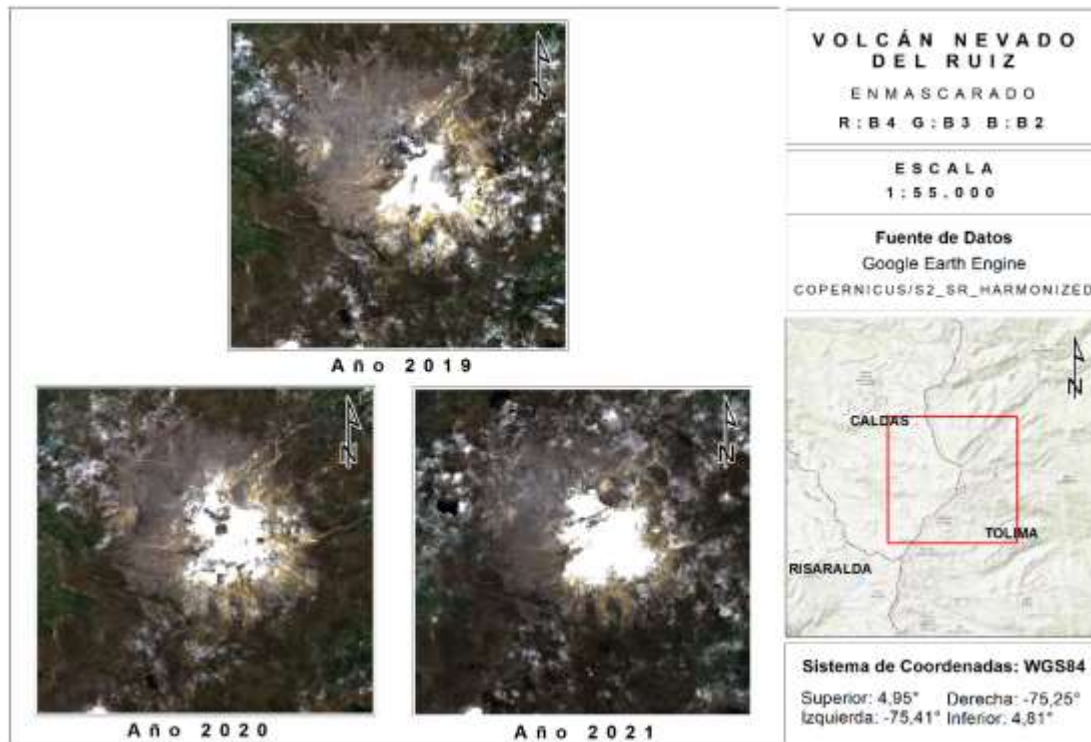 Año 2019
Año 2020
Año 2021
VOLCÁN NEVADO
DEL RUIZ
ENMASCARADO
R:B4 G:B3 B:B2
ESCALA
1:55.000
Fuente de Datos
Google Earth Engine
COPERNICUS/S2_SR_HARMONIZED
CALDAS
TOLIMA
RISARALDA
Sistema de Coordenadas: WGS84
Superior: 4,95° Derecha: -75,25°
Izquierda: -75,41° Inferior: 4,81°